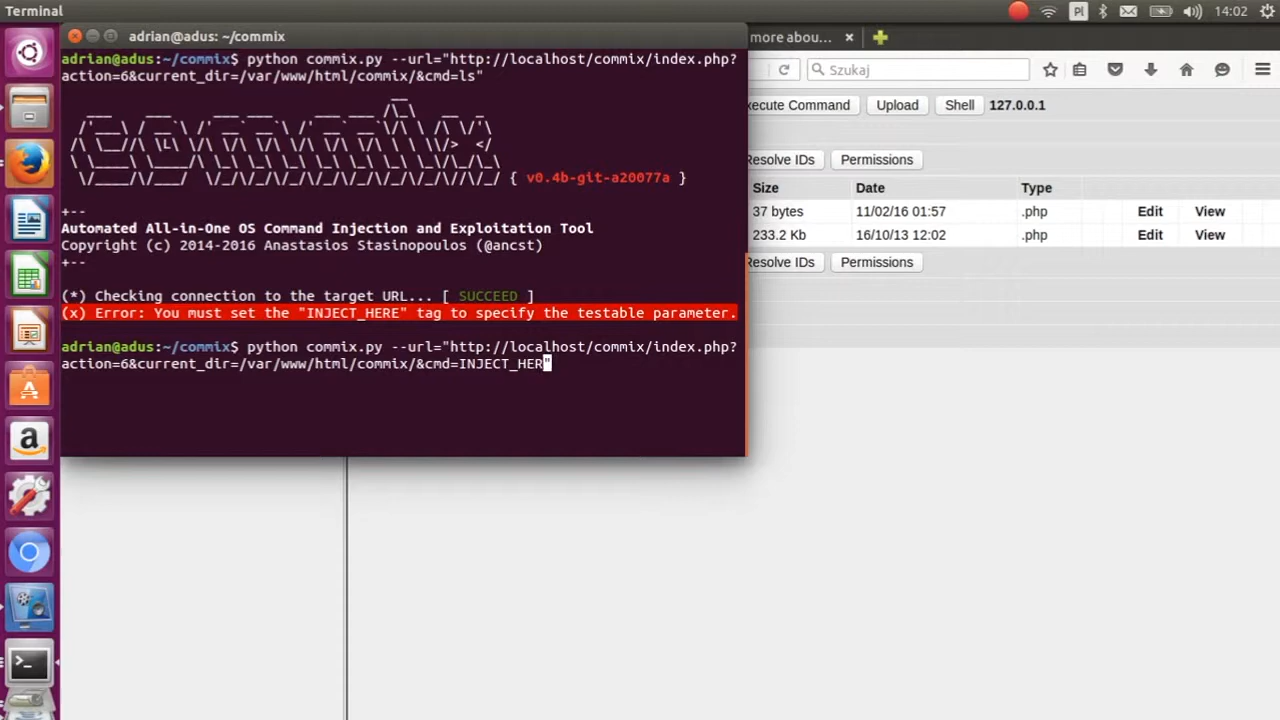 Terminal
Pl
14:02
adrian@adus: ~/commix
more abou...
Szukaj
adrian@adus:~/commix$ python commix.py --url="http://localhost/commix/index.php?
action=6&current_dir=/var/www/html/commix/&cmd=ls"
{ v0.4b-git-a20077a }
+--
Automated All-in-One OS Command Injection and Exploitation Tool
Copyright (c) 2014-2016 Anastasios Stasinopoulos (@ancst)
+--
(*) Checking connection to the target URL... [ SUCCEED ]
(x) Error: You must set the "INJECT_HERE" tag to specify the testable parameter.
adrian@adus:~/commix$ python commix.py --url="http://localhost/commix/index.php?
action=6&current_dir=/var/www/html/commix/&cmd=INJECT_HER"
xecute Command Upload Shell 127.0.0.1
Resolve IDs Permissions
Size Date Type
37 bytes 11/02/16 01:57 .php Edit View
233.2 Kb 16/10/13 12:02 .php Edit View
Resolve IDs Permissions